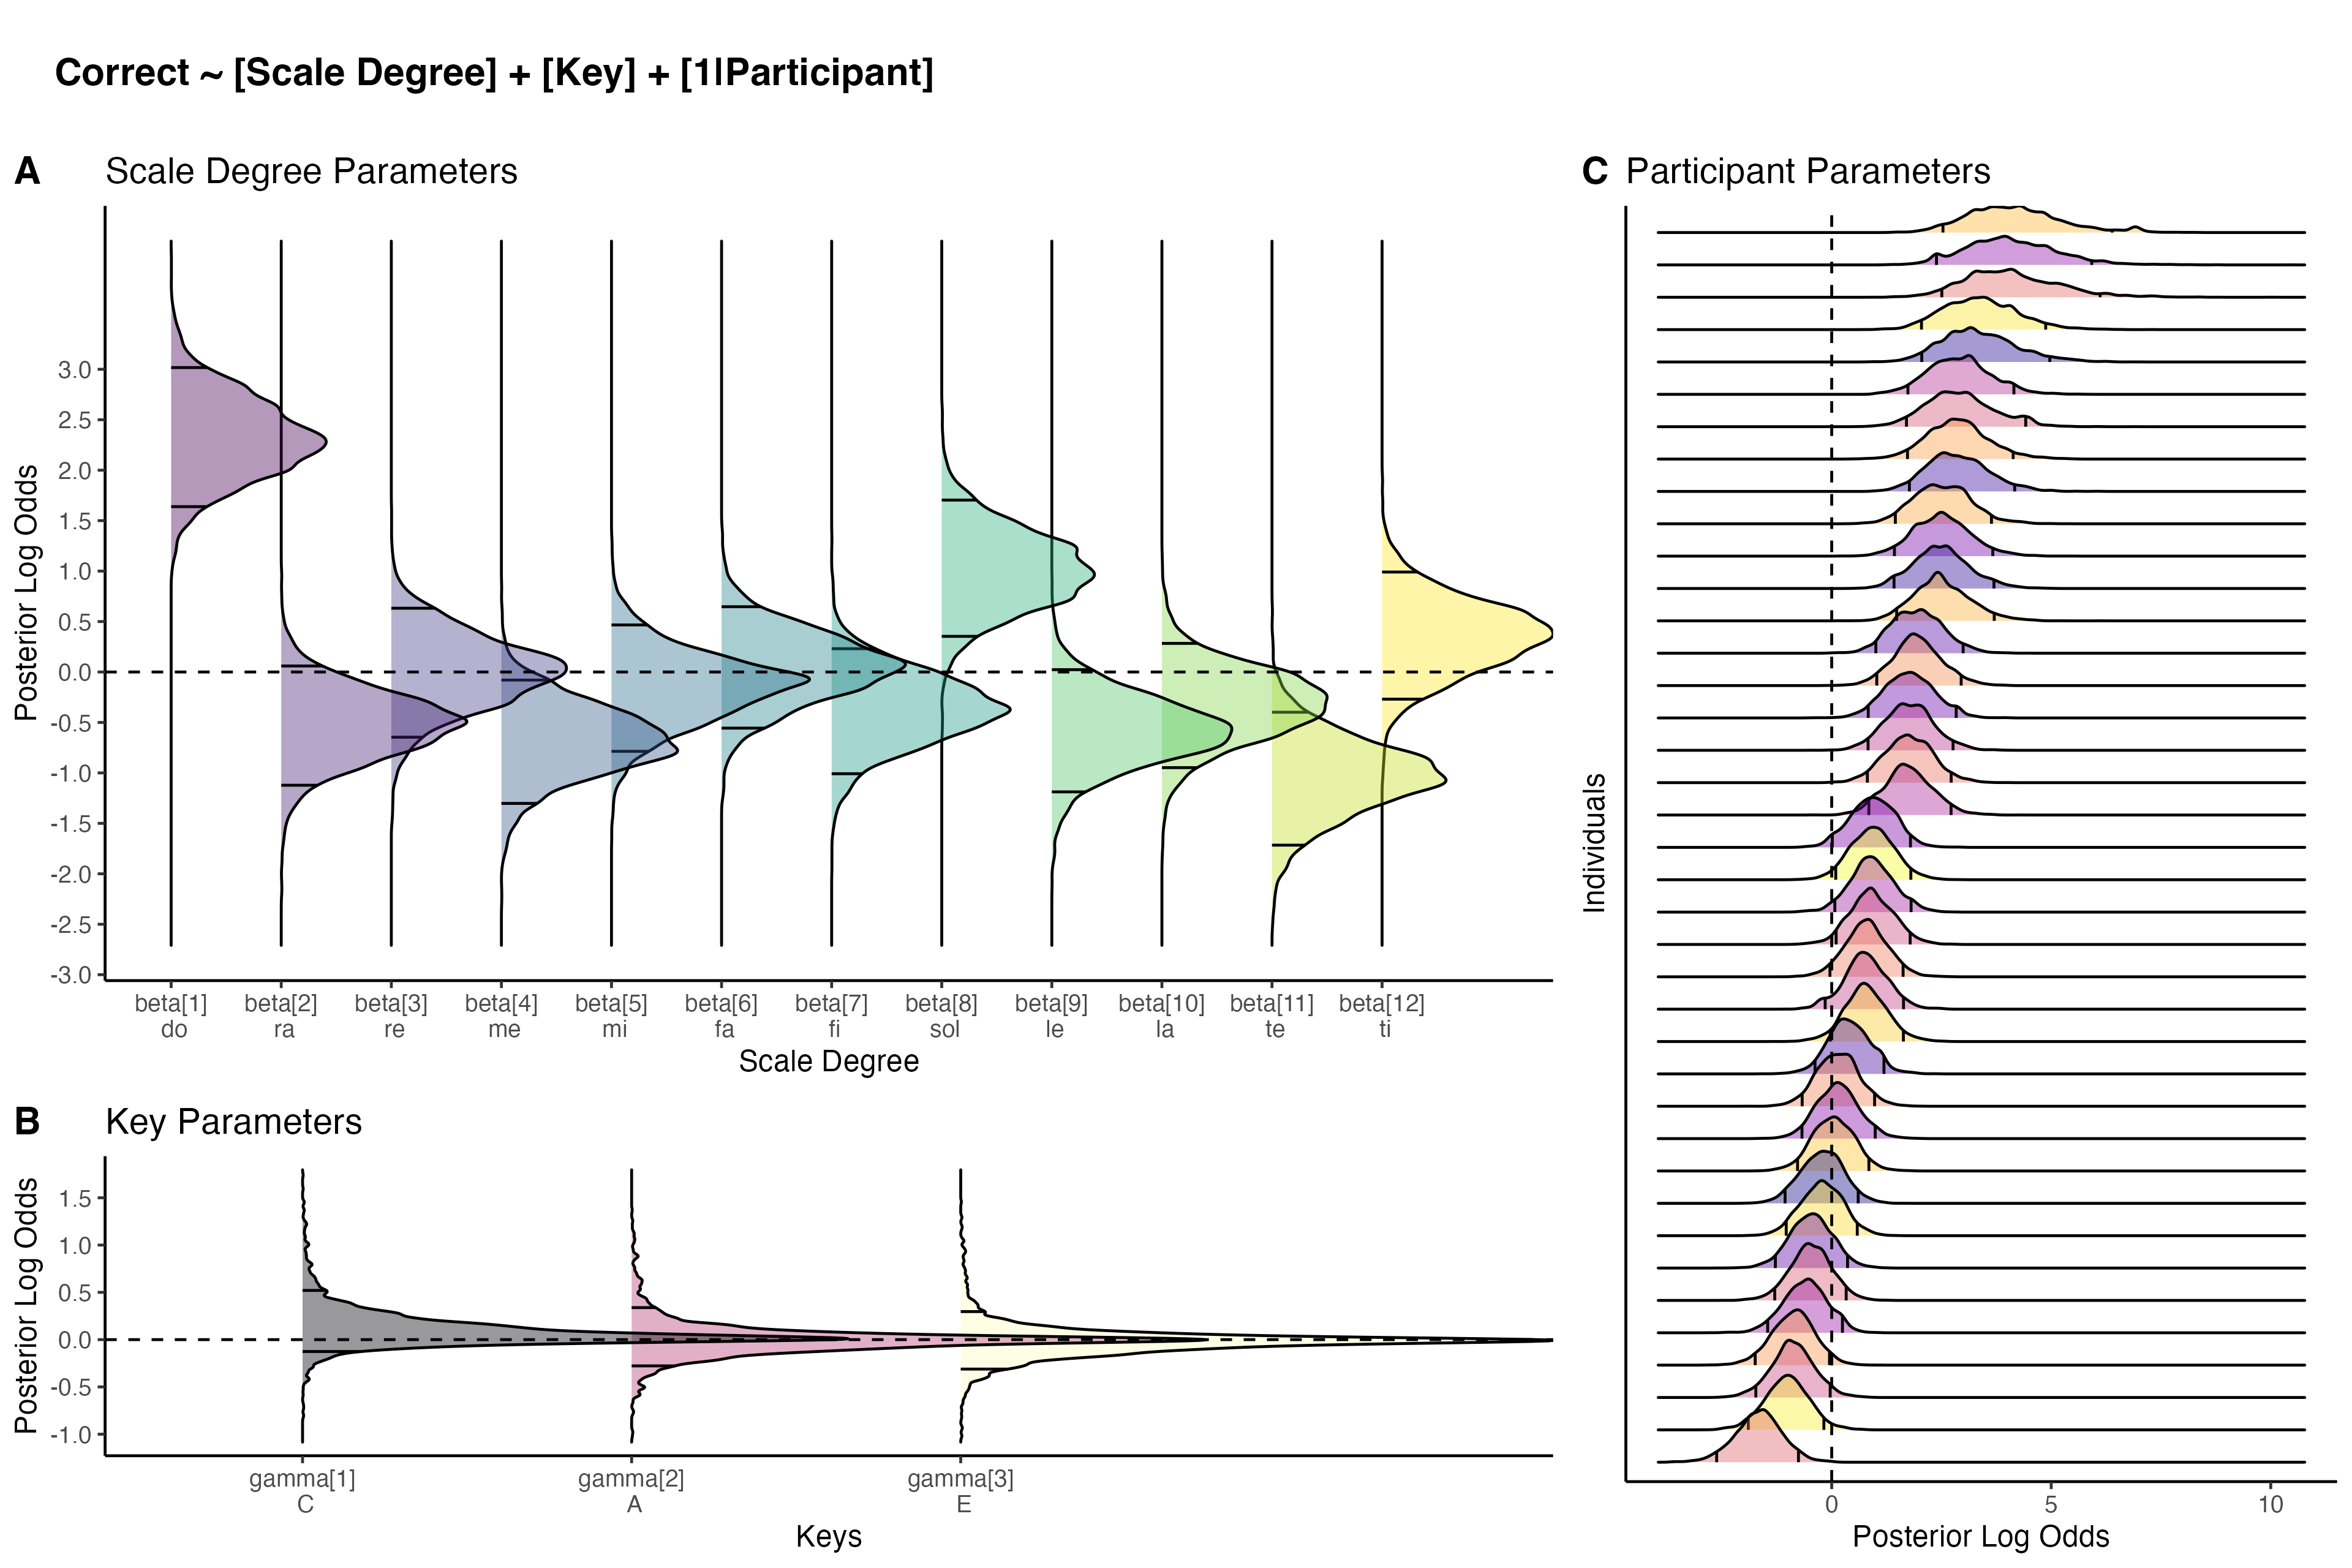 Correct ~ [Scale Degree] + [Key] + [1|Participant]
A Scale Degree Parameters
Posterior Log Odds
3.0
2.5
2.0
1.5
1.0
0.5
0.0
-0.5
-1.0
-1.5
-2.0
-2.5
-3.0
beta[1] beta[2] beta[3] beta[4] beta[5] beta[6] beta[7] beta[8] beta[9] beta[10] beta[11] beta[12]
do ra re me mi fa fi sol le la te ti
Scale Degree
B Key Parameters
Posterior Log Odds
1.5
1.0
0.5
0.0
-0.5
-1.0
gamma[1] gamma[2] gamma[3]
C A E
Keys
C Participant Parameters
Individuals
0 5 10
Posterior Log Odds